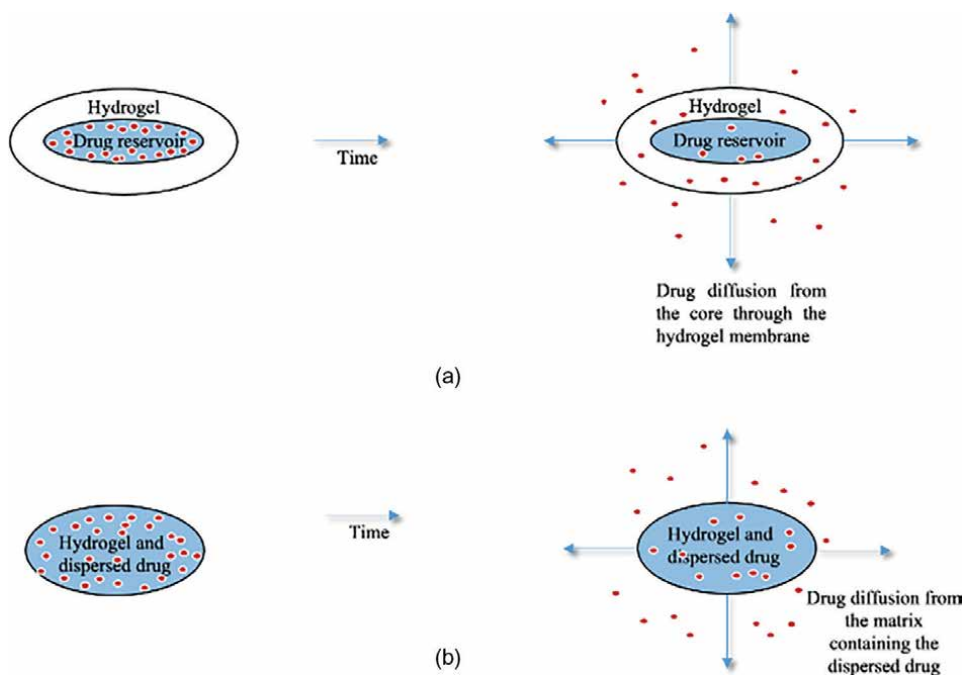 Hydrogel
Drug reservoir
Time
Hydrogel
Drug reservoir
Drug diffusion from
the core through the
hydrogel membrane
(a)
Hydrogel and
dispersed drug
Time
Hydrogel and
dispersed drug
Drug diffusion from
the matrix
containing the
dispersed drug
(b)